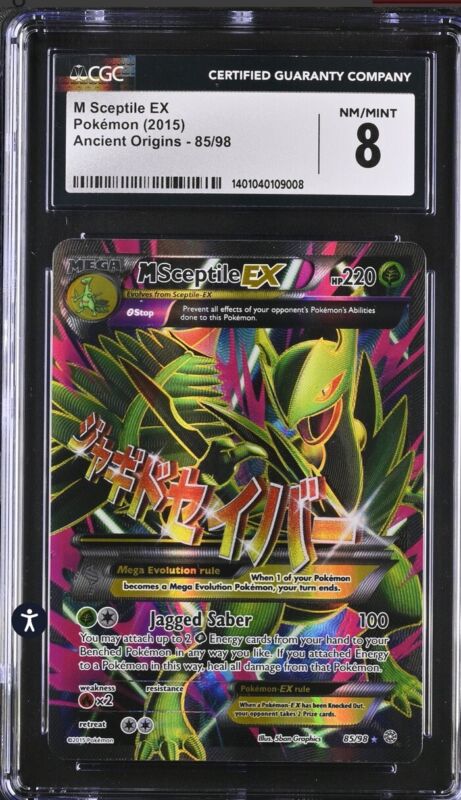 CGC
CERTIFIED GUARANTY COMPANY
M Sceptile EX
Pokémon (2015)
Ancient Origins - 85/98
NM/MINT
8
1401040109008
MEGA
M Sceptile EX
HP220
Evolves from Sceptile-EX
θStop
Prevent all effects of your opponent's Pokémon's Abilities
done to this Pokémon.
ジャギドセイバー
Mega Evolution rule
When 1 of your Pokémon
becomes a Mega Evolution Pokémon, your turn ends.
Jagged Saber 100
You may attach up to 2 Energy cards from your hand to your
Benched Pokémon in any way you like. If you attached Energy
to a Pokémon in this way, heal all damage from that Pokémon.
weakness
resistance
×2
Pokémon-EX rule
When a Pokémon-EX has been Knocked Out,
your opponent takes 2 Prize cards.
retreat
©2015 Pokémon
Illus. 5ban Graphics
85/98